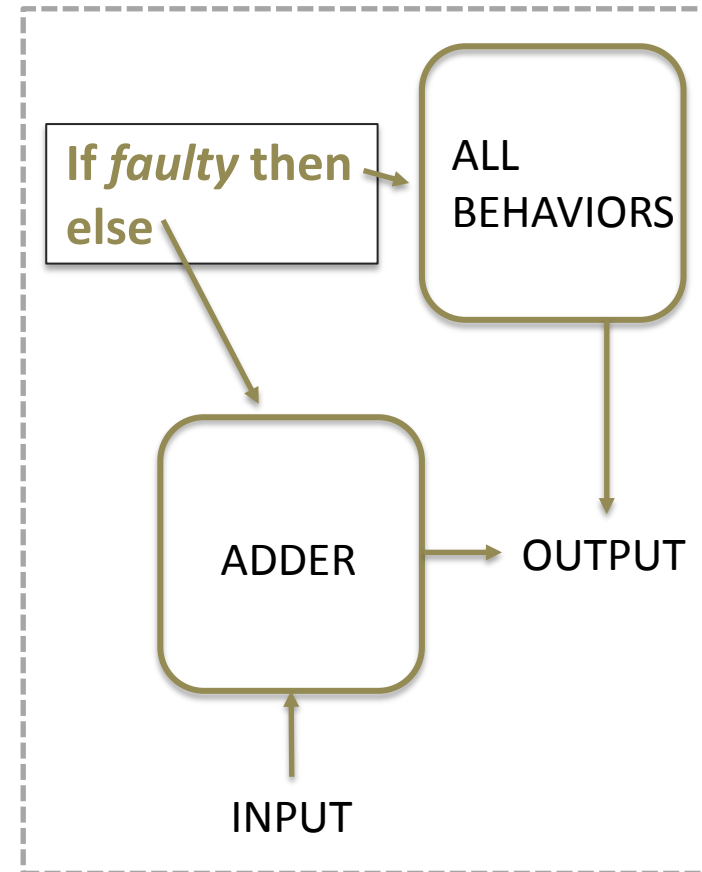 If faulty then
else
ALL
BEHAVIORS
ADDER
OUTPUT
INPUT